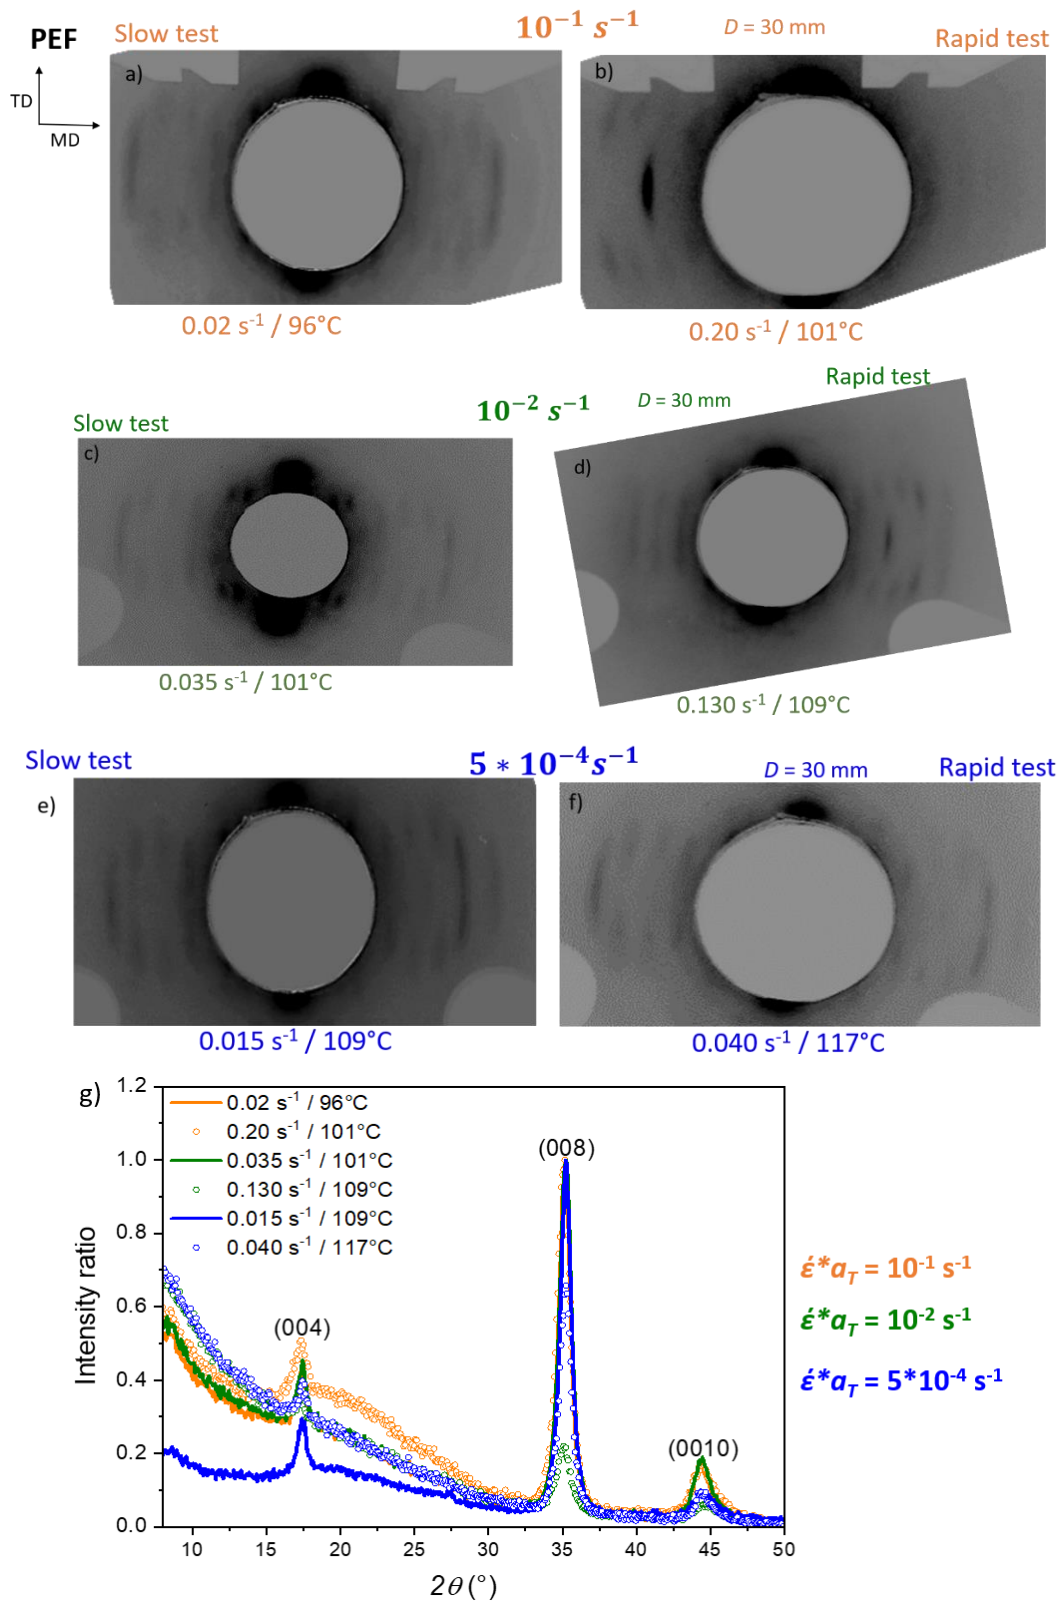 PEF
Slow test
10⁻¹ s⁻¹
D = 30 mm
Rapid test
TD
MD
a)
b)
0.02 s⁻¹ / 96°C
0.20 s⁻¹ / 101°C
Slow test
10⁻² s⁻¹
D = 30 mm
Rapid test
c)
d)
0.035 s⁻¹ / 101°C
0.130 s⁻¹ / 109°C
Slow test
5 * 10⁻⁴s⁻¹
D = 30 mm
Rapid test
e)
f)
0.015 s⁻¹ / 109°C
0.040 s⁻¹ / 117°C
g)
0.02 s⁻¹ / 96°C
0.20 s⁻¹ / 101°C
0.035 s⁻¹ / 101°C
0.130 s⁻¹ / 109°C
0.015 s⁻¹ / 109°C
0.040 s⁻¹ / 117°C
(004)
(008)
(0010)
1.2
1.0
0.8
0.6
0.4
0.2
0.0
Intensity ratio
10
15
20
25
30
35
40
45
50
2θ (°)
έ*a_T = 10⁻¹ s⁻¹
έ*a_T = 10⁻² s⁻¹
έ*a_T = 5*10⁻⁴ s⁻¹